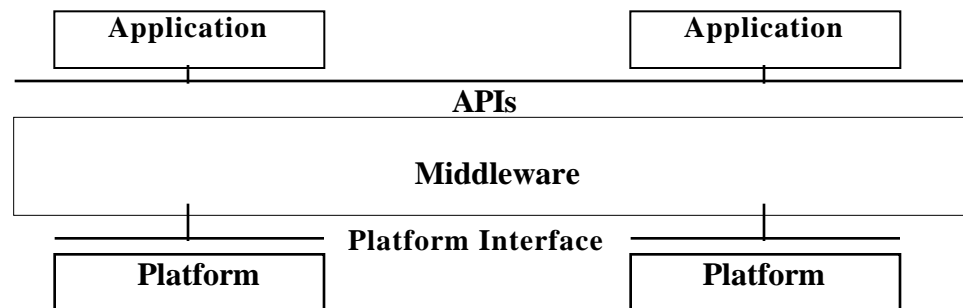 Application Application
APIs
Middleware
Platform Interface
Platform Platform